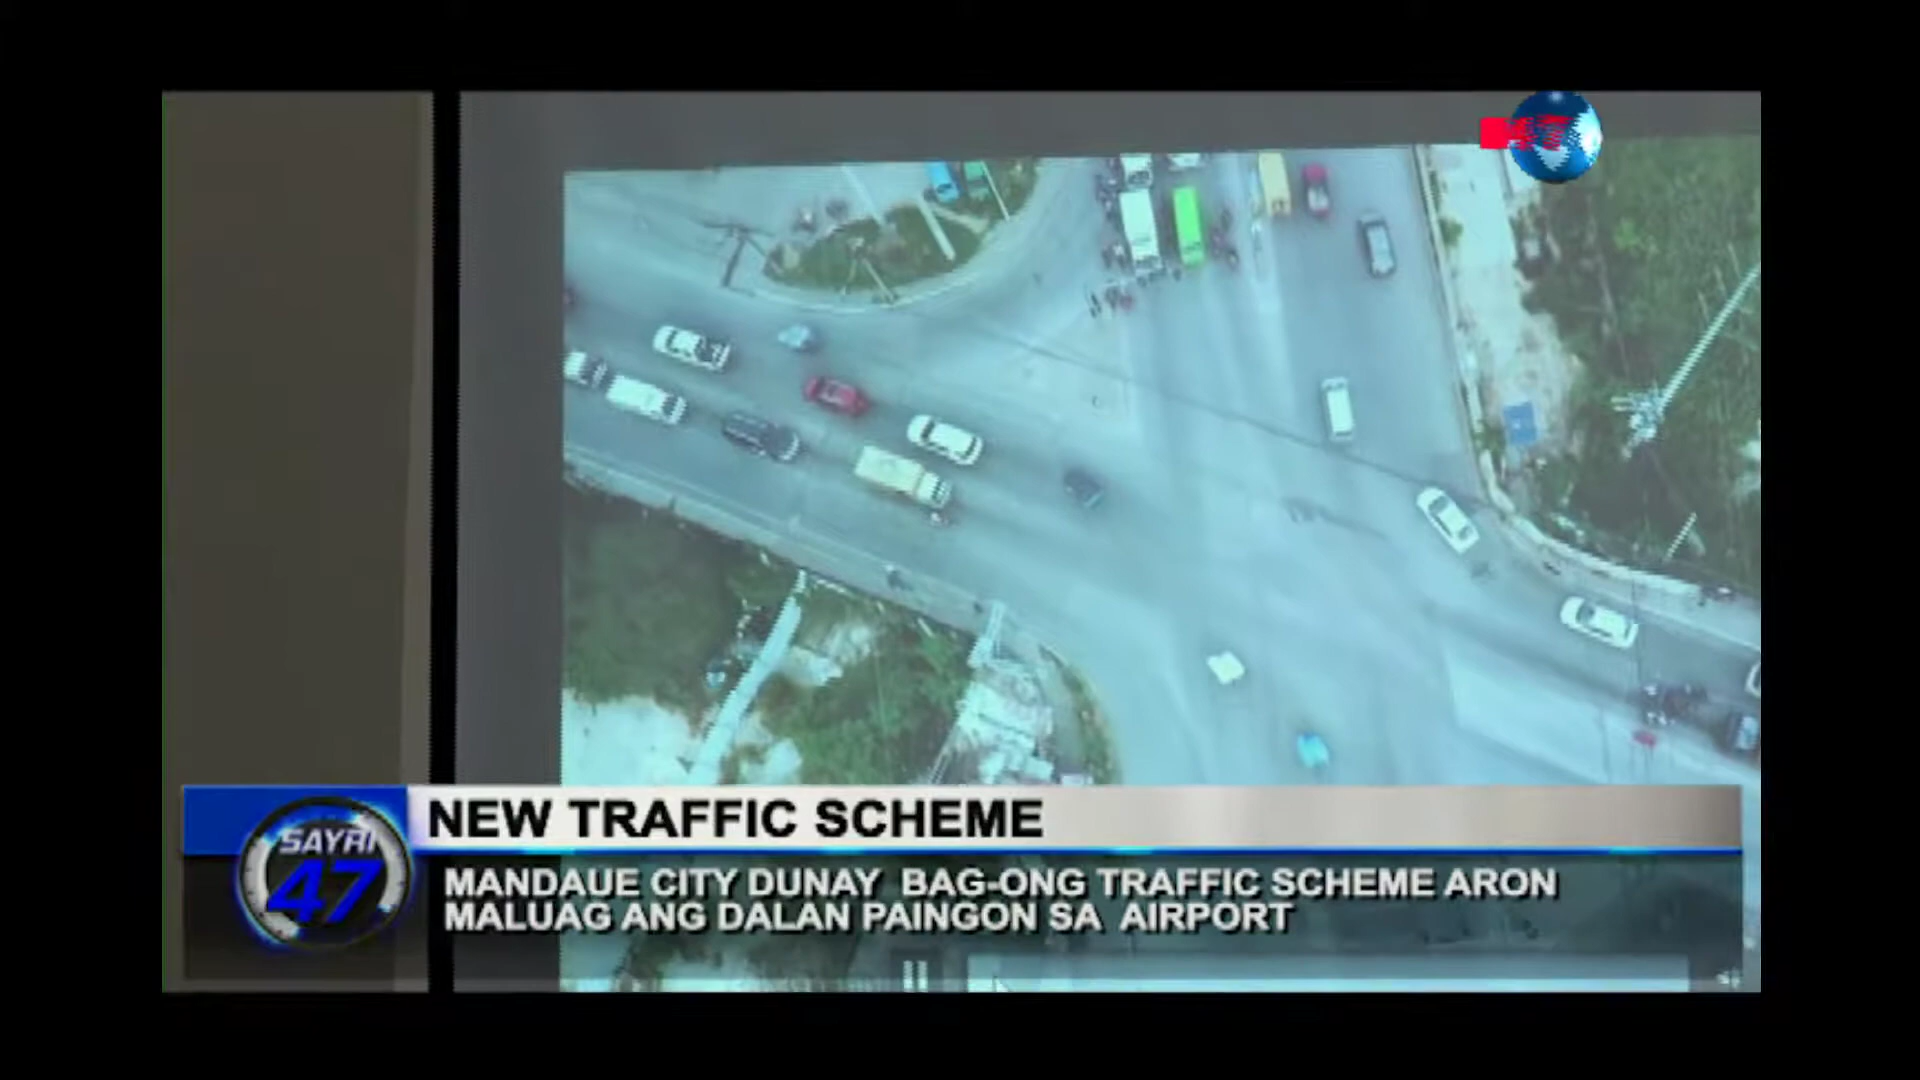 NEW TRAFFIC SCHEME
SAYRI
47
MANDAUE CITY DUNAY BAG-ONG TRAFFIC SCHEME ARON
MALUAG ANG DALAN PAINGON SA AIRPORT